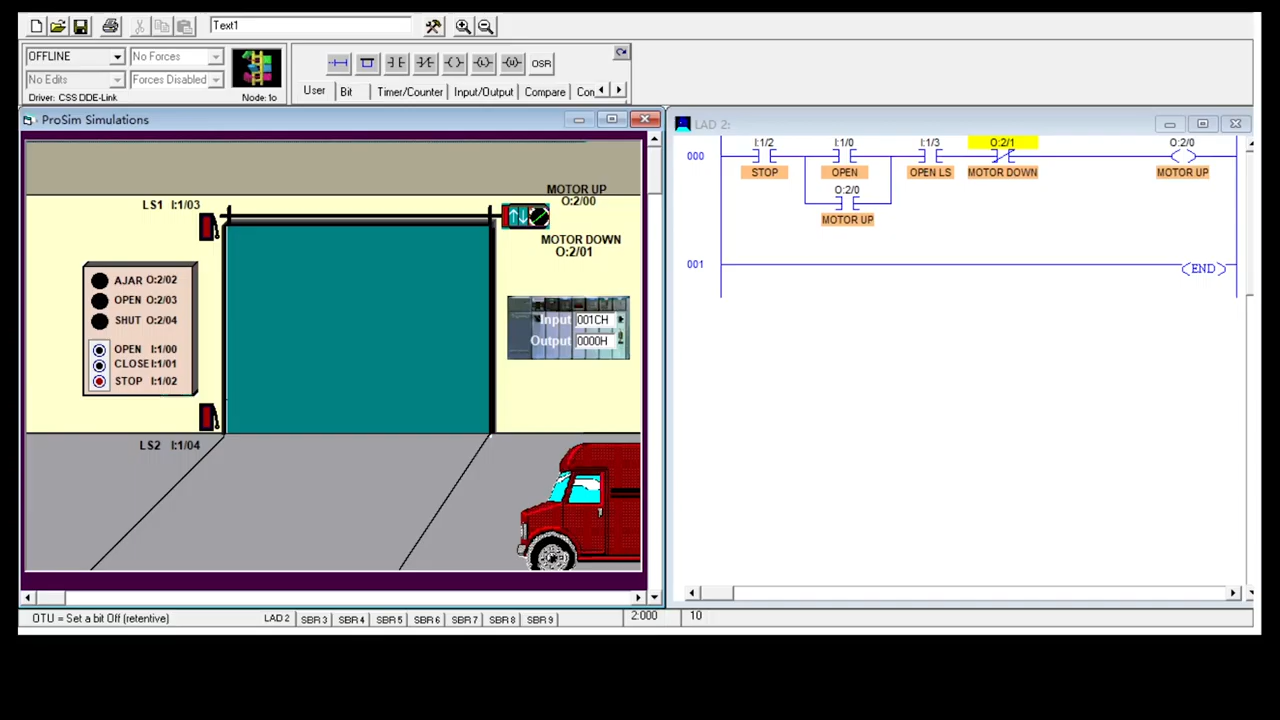 Text1
OFFLINE No Forces
No Edits Forces Disabled
Driver: CSS DDE-Link Node: 1o
OSR
User Bit Timer/Counter Input/Output Compare Con
ProSim Simulations
LS1 I:1/03
MOTOR UP
O:2/00
MOTOR DOWN
O:2/01
AJAR O:2/02
OPEN O:2/03
SHUT O:2/04
OPEN I:1/00
CLOSE I:1/01
STOP I:1/02
Input 001CH
Output 0000H
LS2 I:1/04
LAD 2:
I:1/2 I:1/0 I:1/3 O:2/1 O:2/0
000
STOP OPEN OPEN LS MOTOR DOWN MOTOR UP
O:2/0
MOTOR UP
001
END
OTU = Set a bit Off (retentive) LAD 2 SBR 3 SBR 4 SBR 5 SBR 6 SBR 7 SBR 8 SBR 9 2:000 10